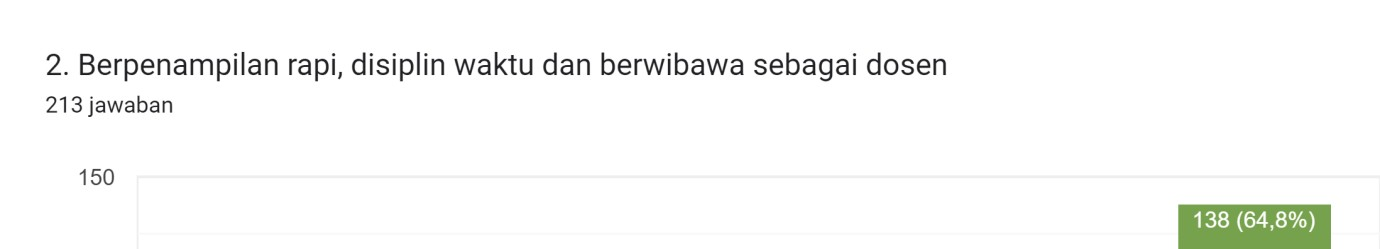 2. Berpenampilan rapi, disiplin waktu dan berwibawa sebagai dosen
213 jawaban
150
138 (64,8%)